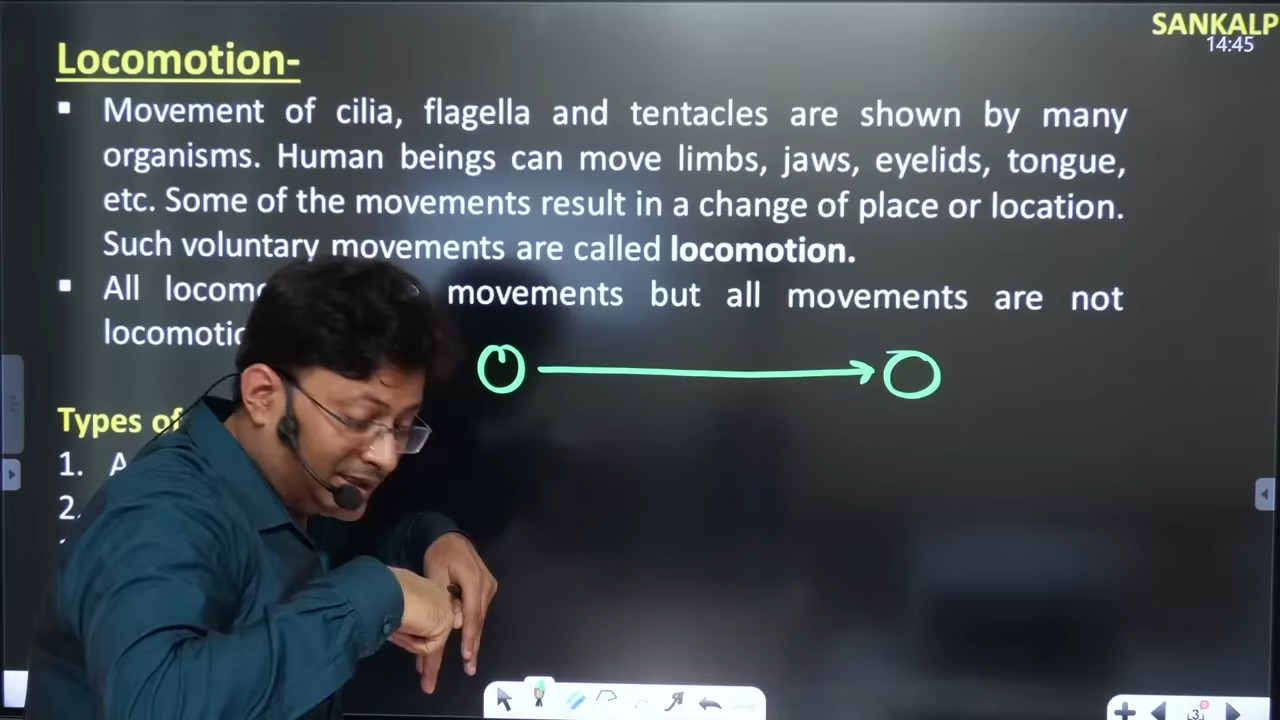 SANKALP
14:45
Locomotion-
▪ Movement of cilia, flagella and tentacles are shown by many
organisms. Human beings can move limbs, jaws, eyelids, tongue,
etc. Some of the movements result in a change of place or location.
Such voluntary movements are called locomotion.
▪ All movements but all movements are not
Types of
1. A
2.
3